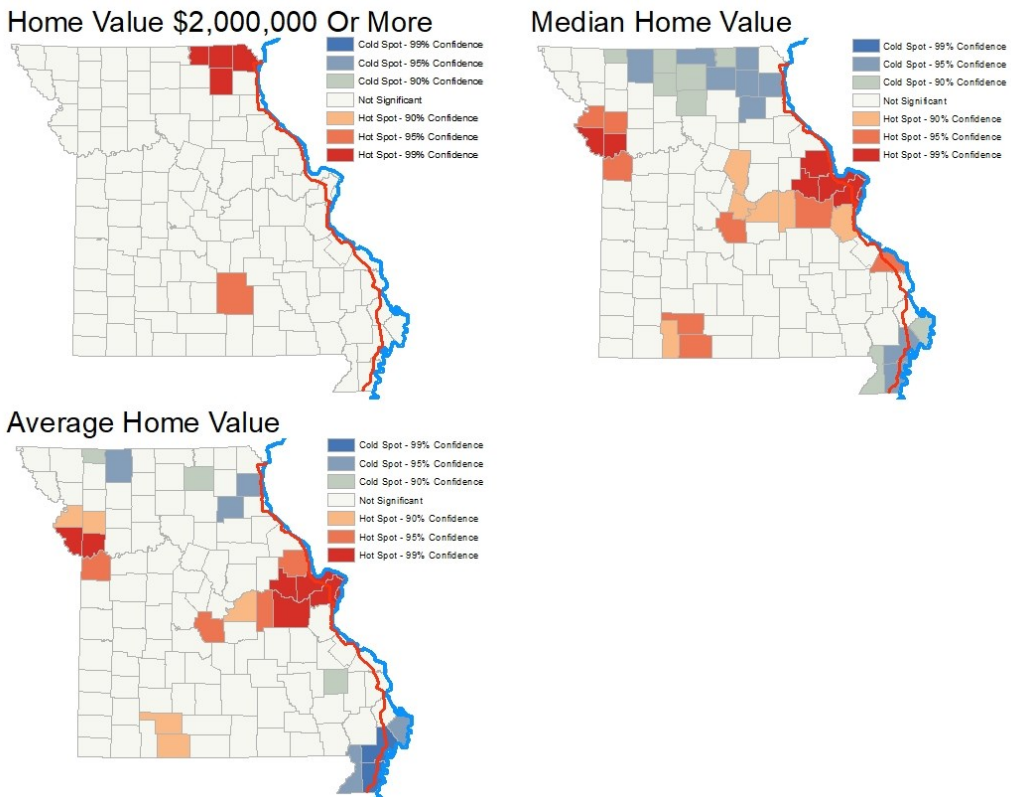 Home Value $2,000,000 Or More
Cold Spot - 99% Confidence
Cold Spot - 95% Confidence
Cold Spot - 90% Confidence
Not Significant
Hot Spot - 90% Confidence
Hot Spot - 95% Confidence
Hot Spot - 99% Confidence
Median Home Value
Cold Spot - 99% Confidence
Cold Spot - 95% Confidence
Cold Spot - 90% Confidence
Not Significant
Hot Spot - 90% Confidence
Hot Spot - 95% Confidence
Hot Spot - 99% Confidence
Average Home Value
Cold Spot - 99% Confidence
Cold Spot - 95% Confidence
Cold Spot - 90% Confidence
Not Significant
Hot Spot - 90% Confidence
Hot Spot - 95% Confidence
Hot Spot - 99% Confidence